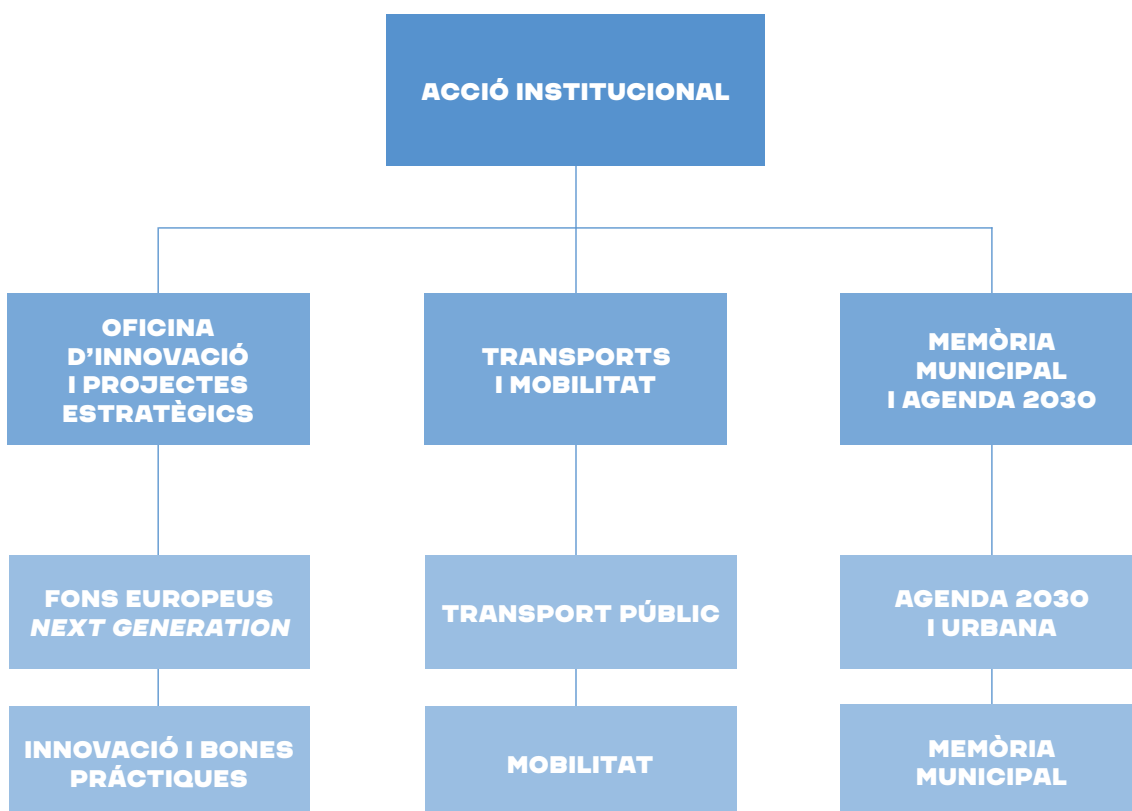 ACCIÓ INSTITUCIONAL
OFICINA
D’INNOVACIÓ
I PROJECTES
ESTRATÈGICS
TRANSPORTS
I MOBILITAT
MEMÒRIA
MUNICIPAL
I AGENDA 2030
FONS EUROPEUS
NEXT GENERATION
TRANSPORT PÚBLIC
AGENDA 2030
I URBANA
INNOVACIÓ I BONES
PRÁCTIQUES
MOBILITAT
MEMÒRIA
MUNICIPAL